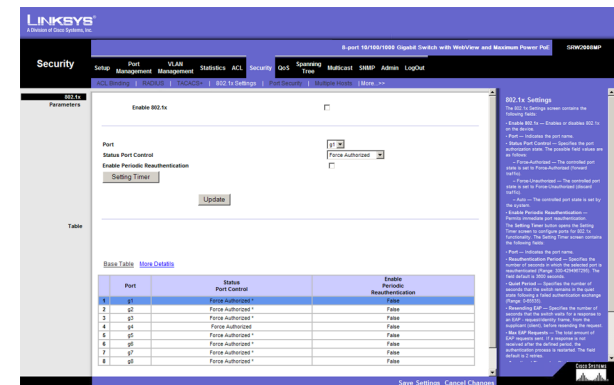 LINKSYS®
A Division of Cisco Systems, Inc.
8-port 10/100/1000 Gigabit Switch with WebView and Maximum Power PoE
SRW2008MP
Security
Setup Port Management VLAN Management Statistics ACL Security QoS Spanning Tree Multicast SNMP Admin LogOut
ACL Binding | RADIUS | TACACS+ | 802.1x Settings | Port Security | Multiple Hosts | More ..>>
802.1x
Parameters
Enable 802.1x
Port
g1
Status Port Control
Force Authorized
Enable Periodic Reauthentication
Setting Timer
Update
Table
Base Table More Details
Port Status Port Control Enable Periodic Reauthentication
1 g1 Force Authorized * False
2 g2 Force Authorized * False
3 g3 Force Authorized * False
4 g4 Force Authorized False
5 g5 Force Authorized * False
6 g6 Force Authorized * False
7 g7 Force Authorized * False
8 g8 Force Authorized * False
802.1x Settings
The 802.1x Settings screen contains the
following fields:
- Enable 802.1x — Enables or disables 802.1x
on the device.
- Port — Indicates the port name.
- Status Port Control — Specifies the port
authorization state. The possible field values are
as follows:
– Force-Authorized — The controlled port
state is set to Force-Authorized (forward
traffic).
– Force-Unauthorized — The controlled port
state is set to Force-Unauthorized (discard
traffic).
– Auto — The controlled port state is set by
the system.
- Enable Periodic Reauthentication —
Permits immediate port reauthentication.
The Setting Timer button opens the Setting
Timer screen to configure ports for 802.1x
functionality. The Setting Timer screen contains
the following fields:
- Port — Indicates the port name.
- Reauthentication Period — Specifies the
number of seconds in which the selected port is
reauthenticated (Range: 300-4294967295). The
field default is 3600 seconds.
- Quiet Period — Specifies the number of
seconds that the switch remains in the quiet
state following a failed authentication exchange
(Range: 0-65535).
- Resending EAP — Specifies the number of
seconds that the switch waits for a response to
an EAP - request/identity frame, from the
supplicant (client), before resending the request.
- Max EAP Requests — The total amount of
EAP requests sent. If a response is not
received after the defined period, the
authentication process is restarted. The field
default is 2 retries.
Save Settings Cancel Changes
CISCO SYSTEMS